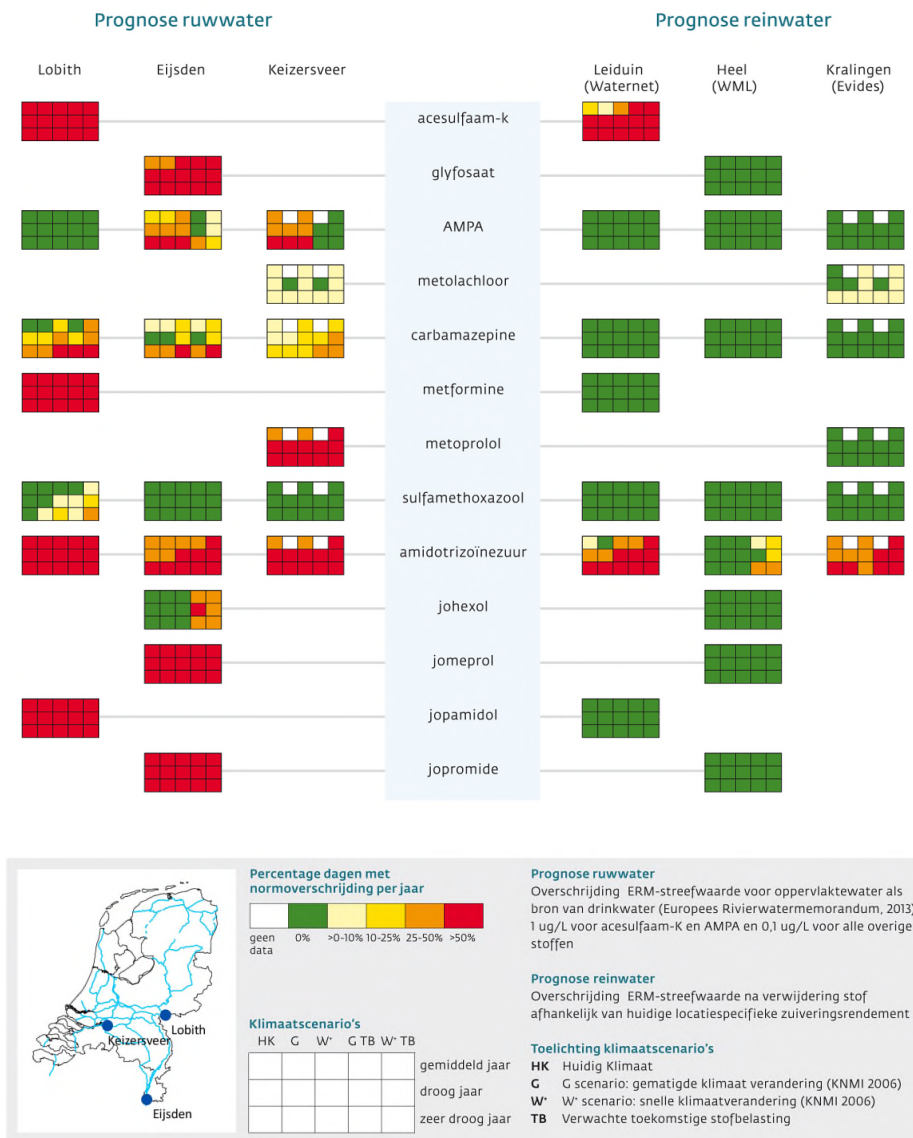 Prognose ruwwater
Prognose reinwater
Lobith
Eijsden
Keizersveer
Leiduin
(Waternet)
Heel
(WML)
Kralingen
(Evides)
acesulfaam-k
glyfosaat
AMPA
metolachloor
carbamazepine
metformine
metoprolol
sulfamethoxazool
amidotrizoïnezuur
johexol
jomeprol
jopamidol
jopromide
Lobith
Keizersveer
Eijsden
Percentage dagen met
normoverschrijding per jaar
geen
data
0%
>0-10%
10-25%
25-50%
>50%
Klimaatscenario's
HK G W⁺ G TB W⁺ TB
gemiddeld jaar
droog jaar
zeer droog jaar
Prognose ruwwater
Overschrijding ERM-streefwaarde voor oppervlaktewater als
bron van drinkwater (Europees Rivierwatermemorandum, 2013)
1 ug/L voor acesulfaam-K en AMPA en 0,1 ug/L voor alle overige
stoffen
Prognose reinwater
Overschrijding ERM-streefwaarde na verwijdering stof
afhankelijk van huidige locatiespecifieke zuiveringsrendement
Toelichting klimaatscenario's
HK Huidig Klimaat
G G scenario: gematigde klimaat verandering (KNMI 2006)
W⁺ W⁺ scenario: snelle klimaatverandering (KNMI 2006)
TB Verwachte toekomstige stofbelasting